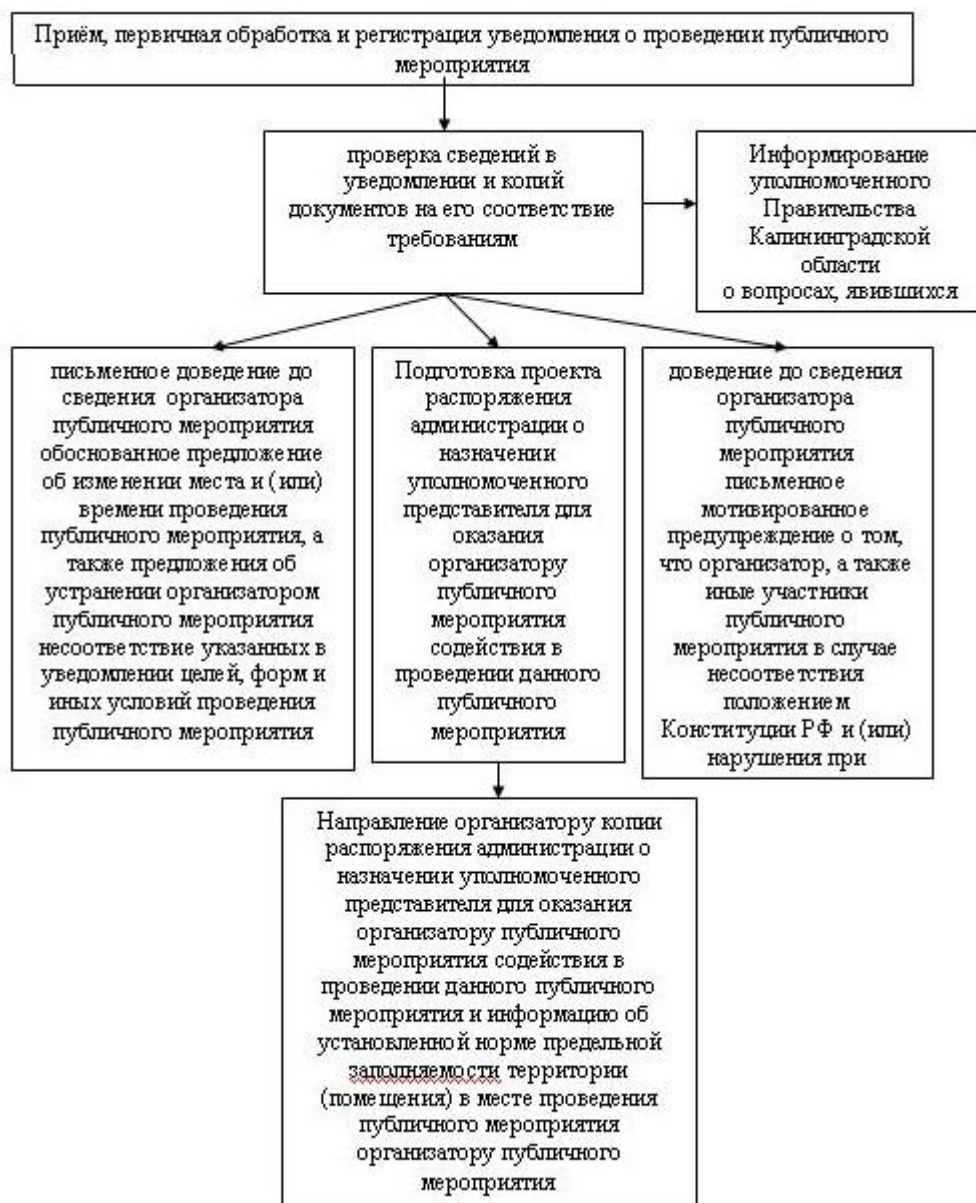 Приём, первичная обработка и регистрация уведомления о проведении публичного
мероприятия
проверка сведений в
уведомлении и копий
документов на его соответствие
требованиям
Информирование
уполномоченного
Правительства
Калининградской
области
о вопросах, явившихся
письменное доведение до
сведения организатора
публичного мероприятия
обоснованное предложение
об изменении места и (или)
времени проведения
публичного мероприятия, а
также предложения об
устранении организатором
публичного мероприятия
несоответствие указанных в
уведомлении целей, форм и
иных условий проведения
публичного мероприятия
Подготовка проекта
распоряжения
администрации о
назначении
уполномоченного
представителя для
оказания
организатору
публичного
мероприятия
содействия в
проведении данного
публичного
мероприятия
доведение до сведения
организатора
публичного
мероприятия
письменное
мотивированное
предупреждение о том,
что организатор, а также
иные участники
публичного
мероприятия в случае
несоответствия
положением
Конституции РФ и (или)
нарушения при
Направление организатору копии
распоряжения администрации о
назначении уполномоченного
представителя для оказания
организатору публичного
мероприятия содействия в
проведении данного публичного
мероприятия и информацию об
установленной норме предельной
заполняемости территории
(помещения) в месте проведения
публичного мероприятия
организатору публичного
мероприятия